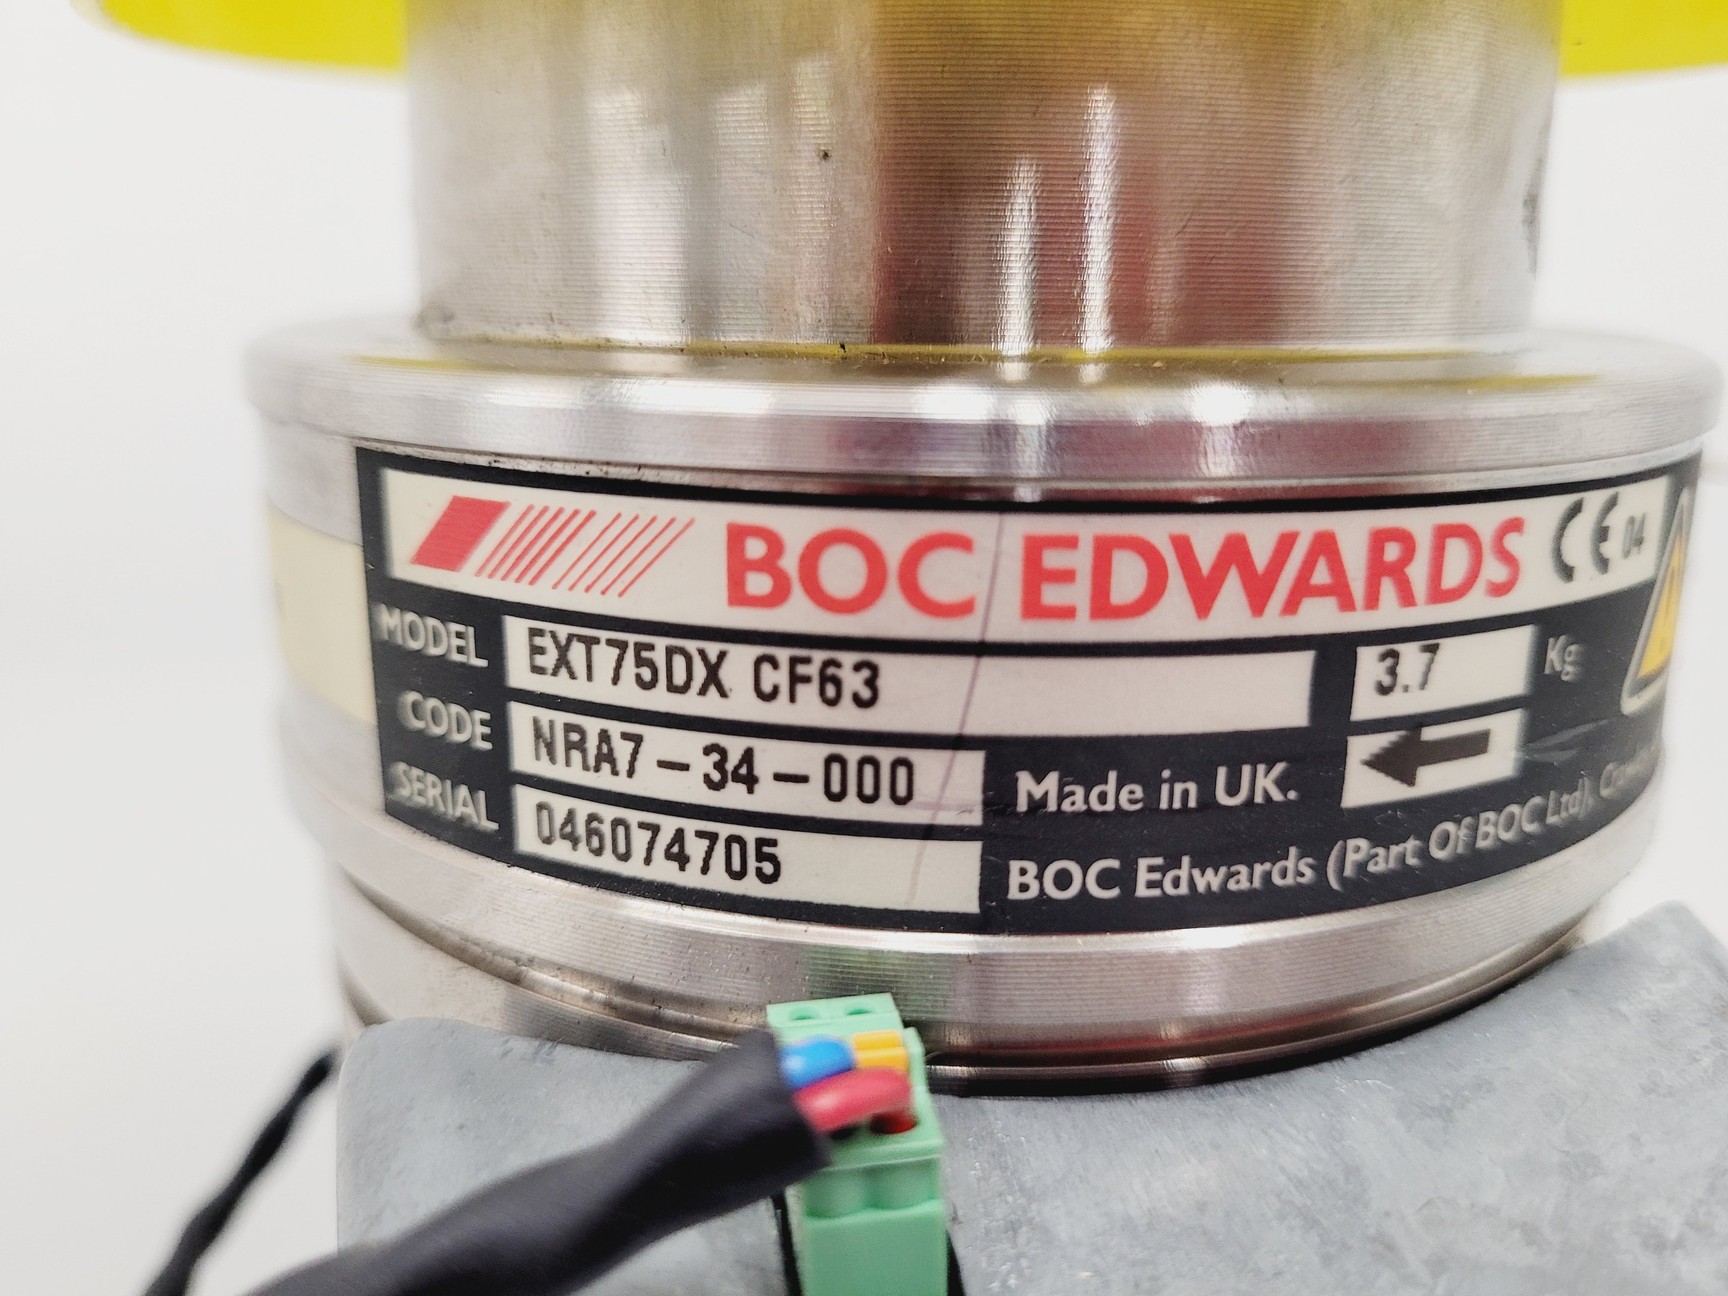 BOC EDWARDS CE 04
MODEL EXT75DX CF63 3.7 Kg
CODE NRA7-34-000 Made in UK.
SERIAL 046074705 BOC Edwards (Part Of BOC Ltd),